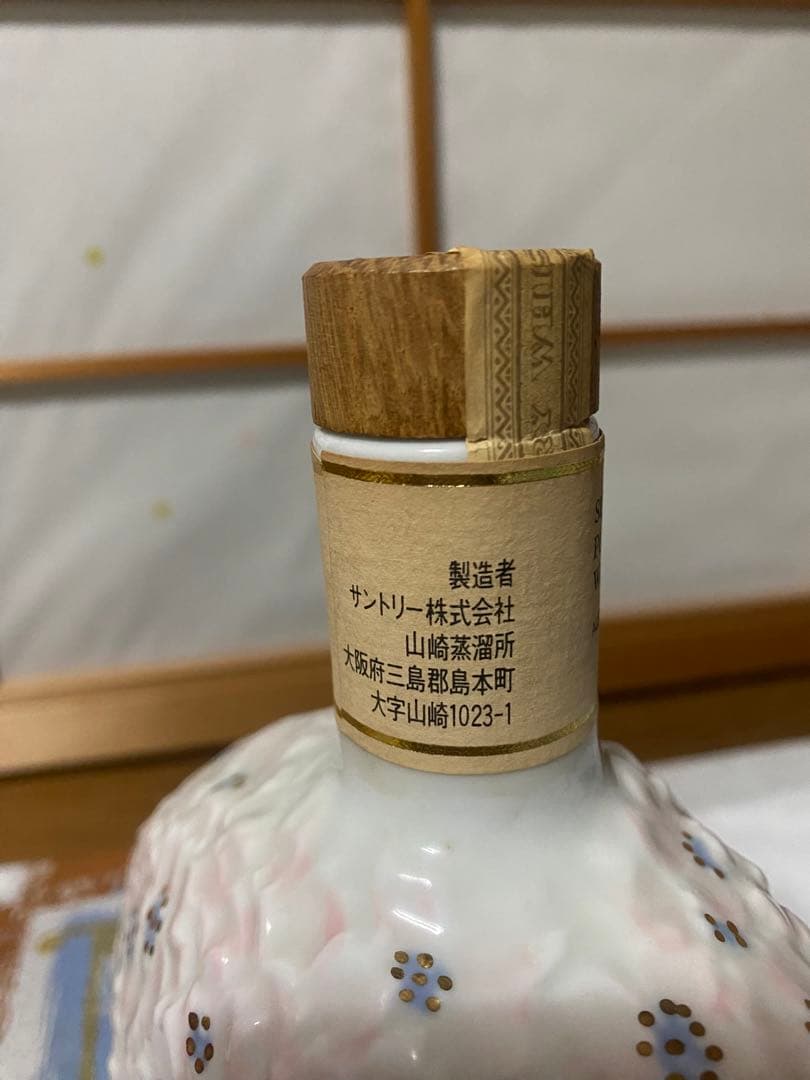 製造者
サントリー株式会社
山崎蒸溜所
大阪府三島郡島本町
大字山崎1023-1